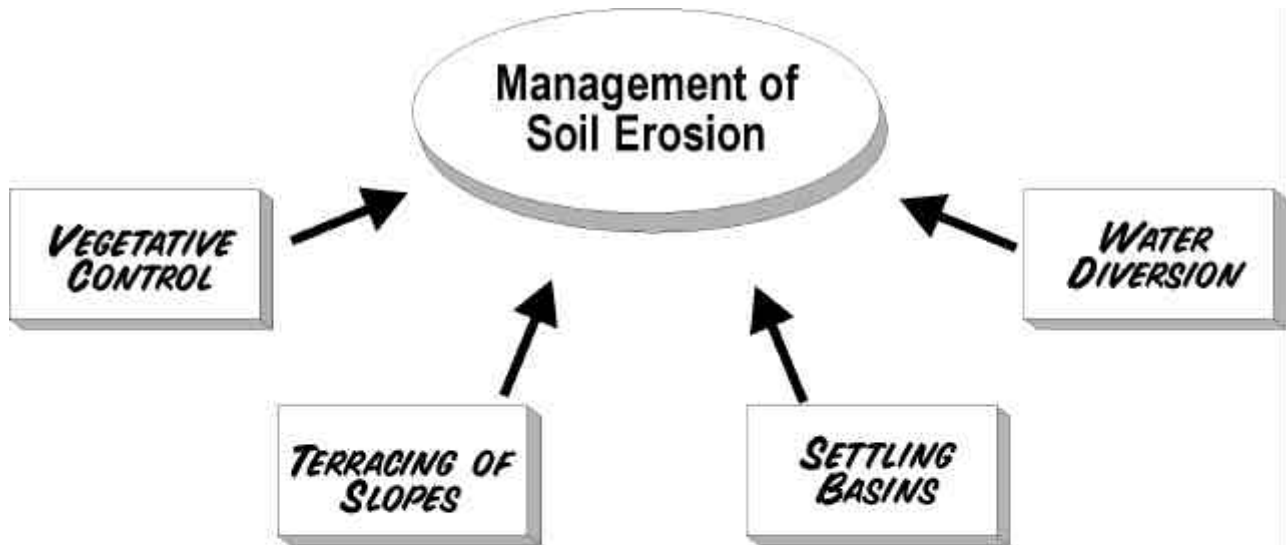 Management of
Soil Erosion
VEGETATIVE
CONTROL
WATER
DIVERSION
TERRACING OF
SLOPES
SETTLING
BASINS